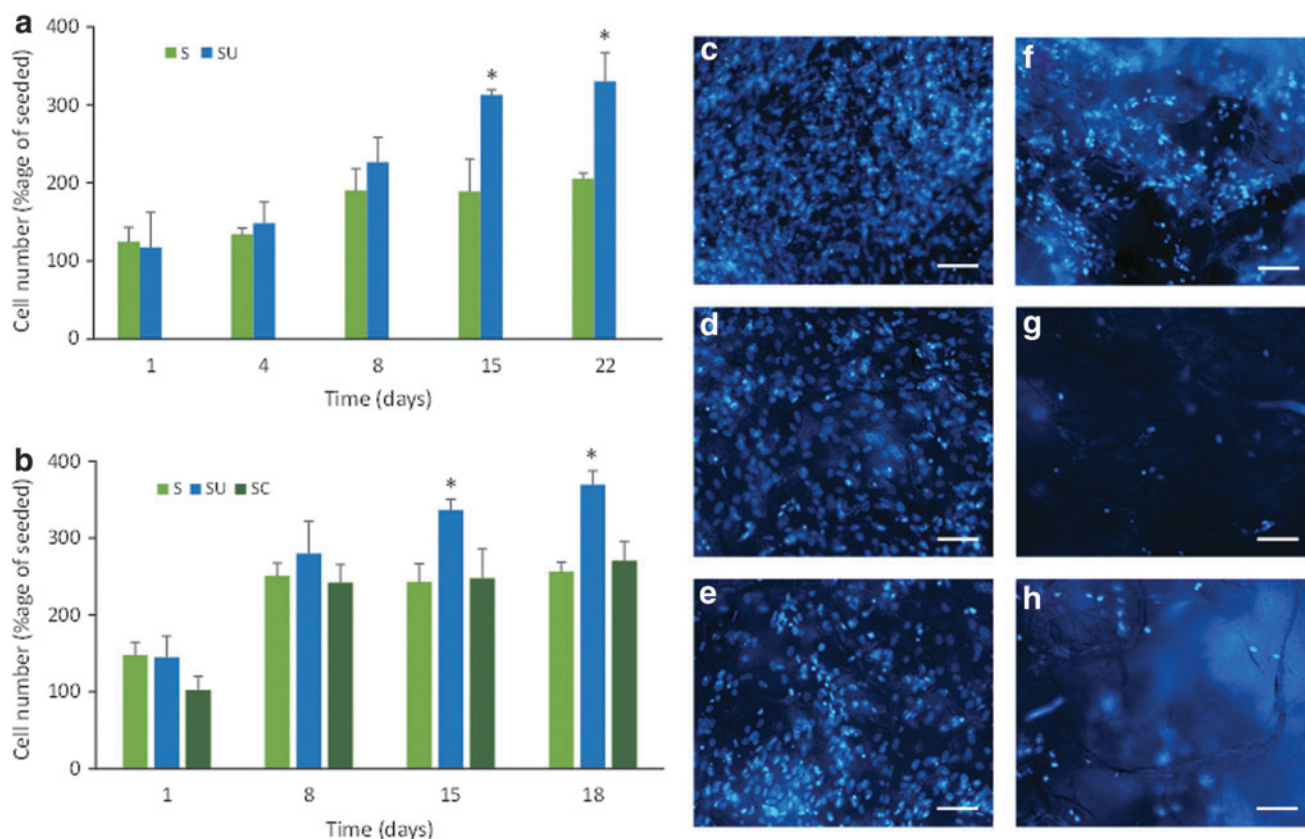 a
400
300
200
100
0
Cell number (%age of seeded)
S SU
*
*
1 4 8 15 22
Time (days)
b
400
300
200
100
0
Cell number (%age of seeded)
S SU SC
*
*
1 8 15 18
Time (days)
c
f
d
g
e
h